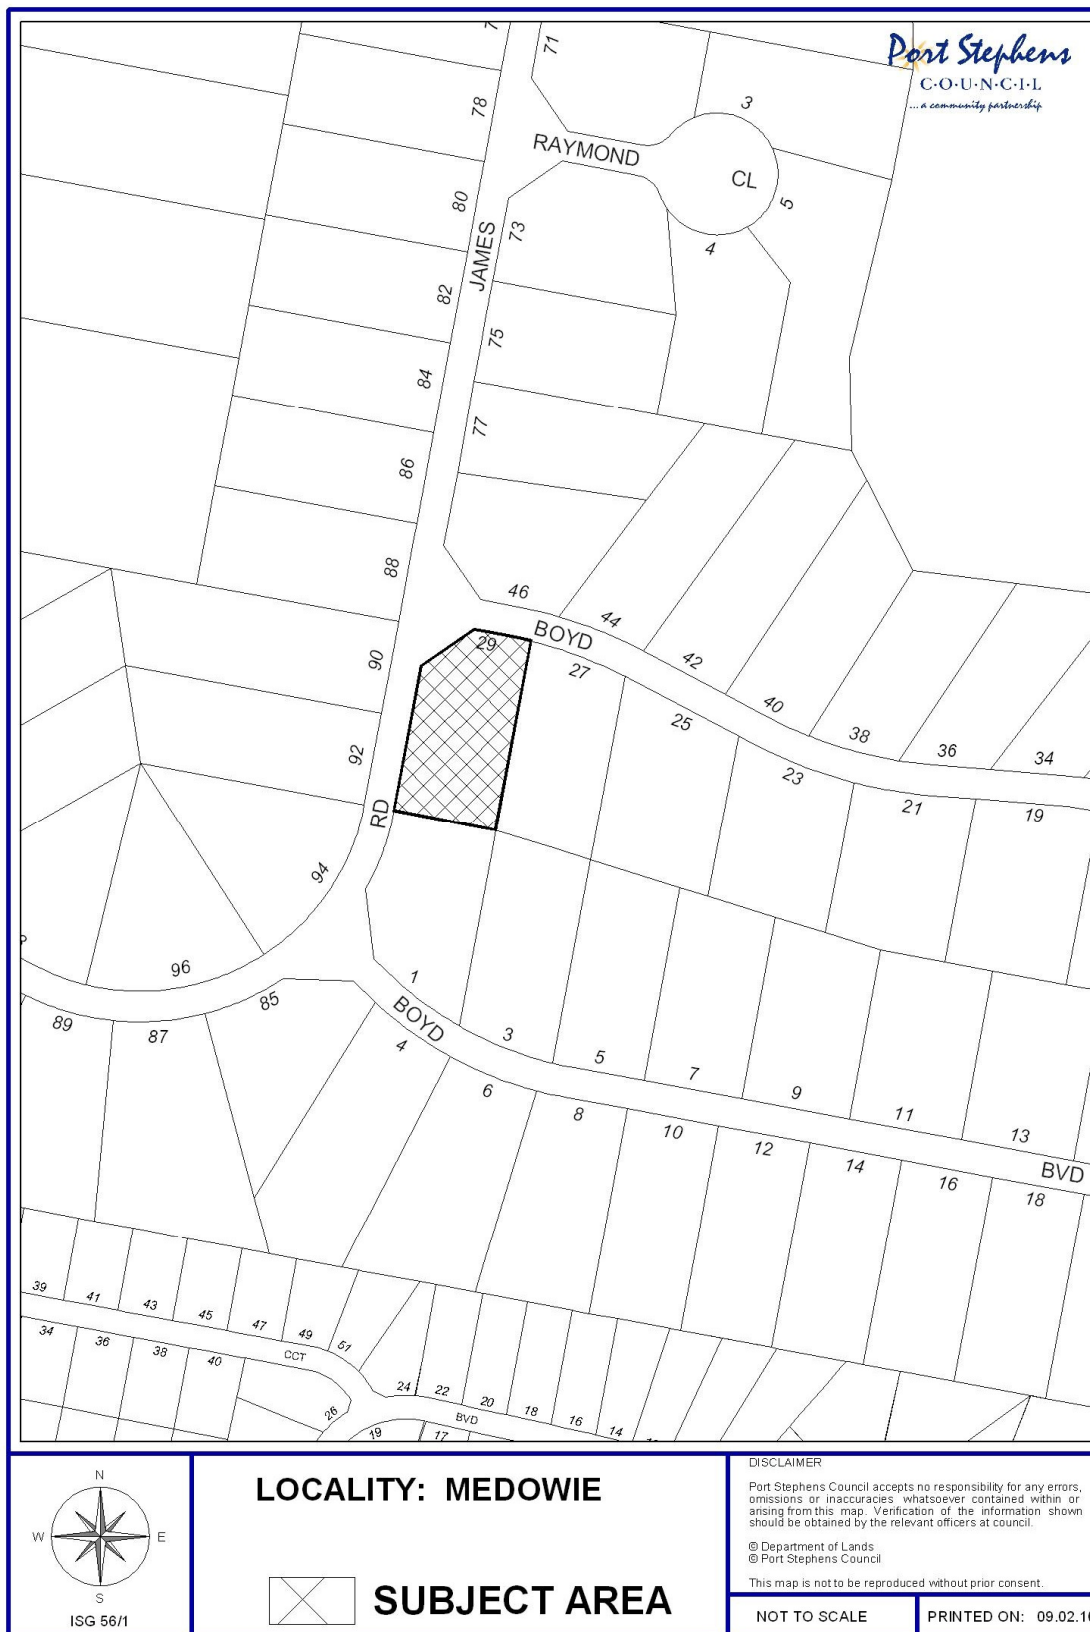 Port Stephens
C·O·U·N·C·I·L
... a community partnership
71
78
3
RAYMOND
CL
80
5
73
4
JAMES
82
75
84
77
86
88
46
44
BOYD
29
90
27
42
25
40
92
38
36
34
23
21
19
RD
94
96
1
85
BOYD
89
87
3
4
5
7
6
9
8
11
10
13
12
14
BVD
16
18
39
41
43
45
47
49
51
34
36
38
40
CCT
24
22
20
18
16
14
26
BVD
19
17
N
W
E
S
ISG 56/1
LOCALITY: MEDOWIE
SUBJECT AREA
DISCLAIMER
Port Stephens Council accepts no responsibility for any errors,
omissions or inaccuracies whatsoever contained within or
arising from this map. Verification of the information shown
should be obtained by the relevant officers at council.
© Department of Lands
© Port Stephens Council
This map is not to be reproduced without prior consent.
NOT TO SCALE
PRINTED ON: 09.02.10